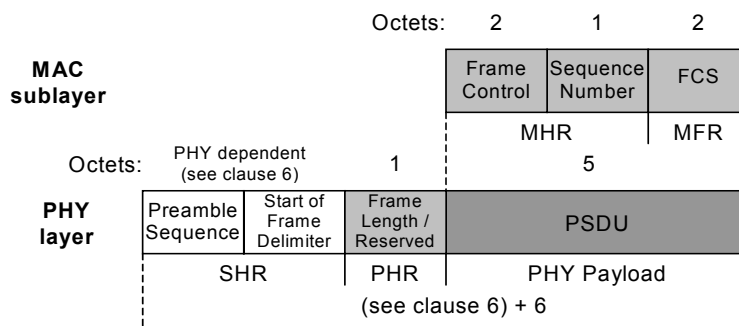 Octets: 2 1 2
MAC
sublayer
Frame
Control
Sequence
Number
FCS
MHR
MFR
Octets:
PHY dependent
(see clause 6)
1
5
PHY
layer
Preamble
Sequence
Start of
Frame
Delimiter
Frame
Length /
Reserved
PSDU
SHR
PHR
PHY Payload
(see clause 6) + 6